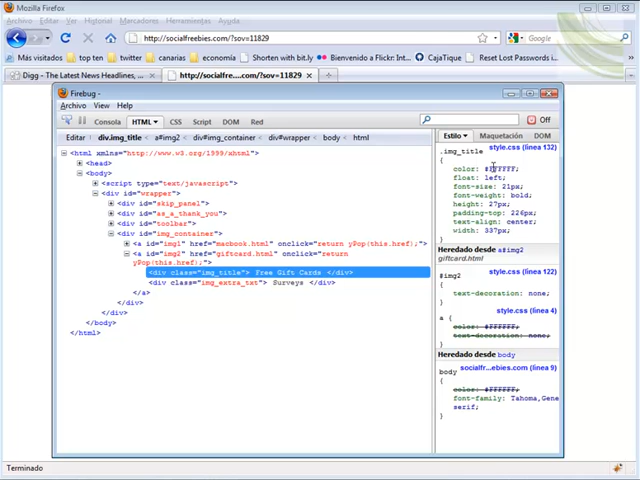 Mozilla Firefox
Archivo Editar Ver Historial Marcadores Herramientas Ayuda
http://socialfreebies.com/?sov=11829
Google
Más visitados top ten twitter canarias economía Shorten with bit.ly Bienvenido a Flickr: Int... CajaTique Reset Lost Passwords i...
Digg - The Latest News Headlines, ...
http://socialfree....com/?sov=11829
Firebug -
Archivo View Help
Consola HTML CSS Script DOM Red
Off
Editar div.img_title < a#img2 < div#img_container < div#wrapper < body < html
Estilo Maquetación DOM
<html xmlns="http://www.w3.org/1999/xhtml">
<head>
<body>
<script type="text/javascript">
<div id="wrapper">
<div id="skip_panel">
<div id="as_a_thank_you">
<div id="toolbar">
<div id="img_container">
<a id="img1" href="macbook.html" onclick="return yPop(this.href);">
<a id="img2" href="giftcard.html" onclick="return
yPop(this.href);">
<div class="img_title"> Free Gift Cards </div>
<div class="img_extra_txt"> Surveys </div>
</a>
</div>
</div>
</body>
</html>
style.css (línea 132)
.img_title
{
color: #FFFFFF;
float: left;
font-size: 21px;
font-weight: bold;
height: 27px;
padding-top: 226px;
text-align: center;
width: 337px;
}
Heredado desde a#img2
giftcard.html
style.css (línea 122)
#img2
{
text-decoration: none;
}
style.css (línea 4)
a {
color: #FFFFFF;
text-decoration: none;
}
Heredado desde body
socialfr...ebies.com (línea 9)
body
{
color: #FFFFFF;
font-family: Tahoma,Gene
serif;
}
Terminado